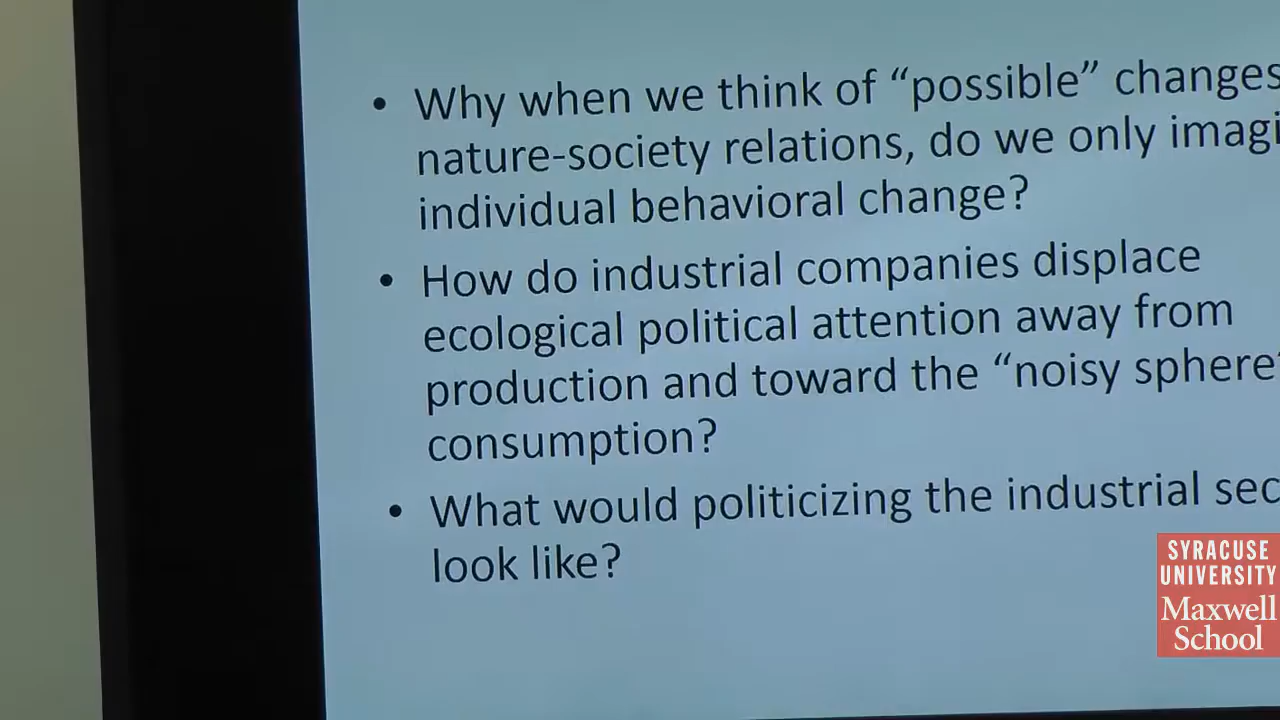 • Why when we think of “possible” changes
nature-society relations, do we only
individual behavioral change?
• How do industrial companies displace
ecological political attention away from
production and toward the “noisy sphere”
consumption?
• What would politicizing the industrial
look like?
SYRACUSE
UNIVERSITY
Maxwell
School